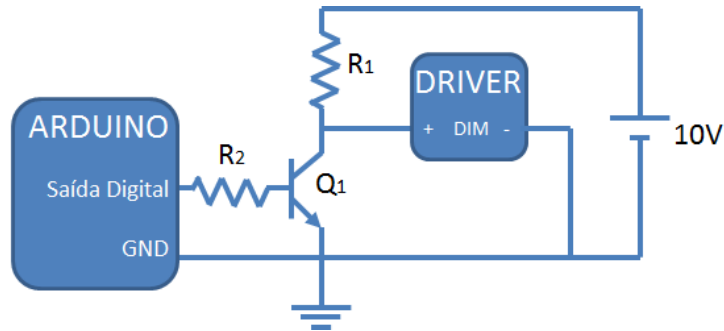 R1
DRIVER
+ DIM -
10V
ARDUINO
R2
Saída Digital
Q1
GND